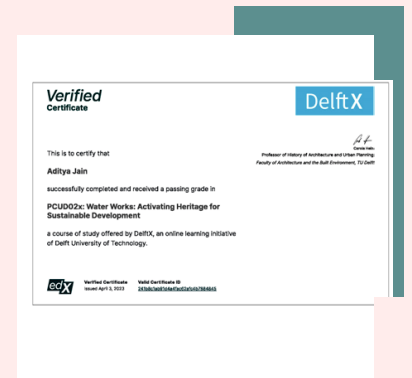 Verified
Certificate
DelftX
This is to certify that
Aditya Jain
successfully completed and received a passing grade in
PCUD02x: Water Works: Activating Heritage for
Sustainable Development
a course of study offered by DelftX, an online learning initiative
of Delft University of Technology.
Professor of History of Architecture and Urban Planning;
Faculty of Architecture and the Built Environment, TU Delft
edX
Verified Certificate
Issued April 3, 2023
Valid Certificate ID